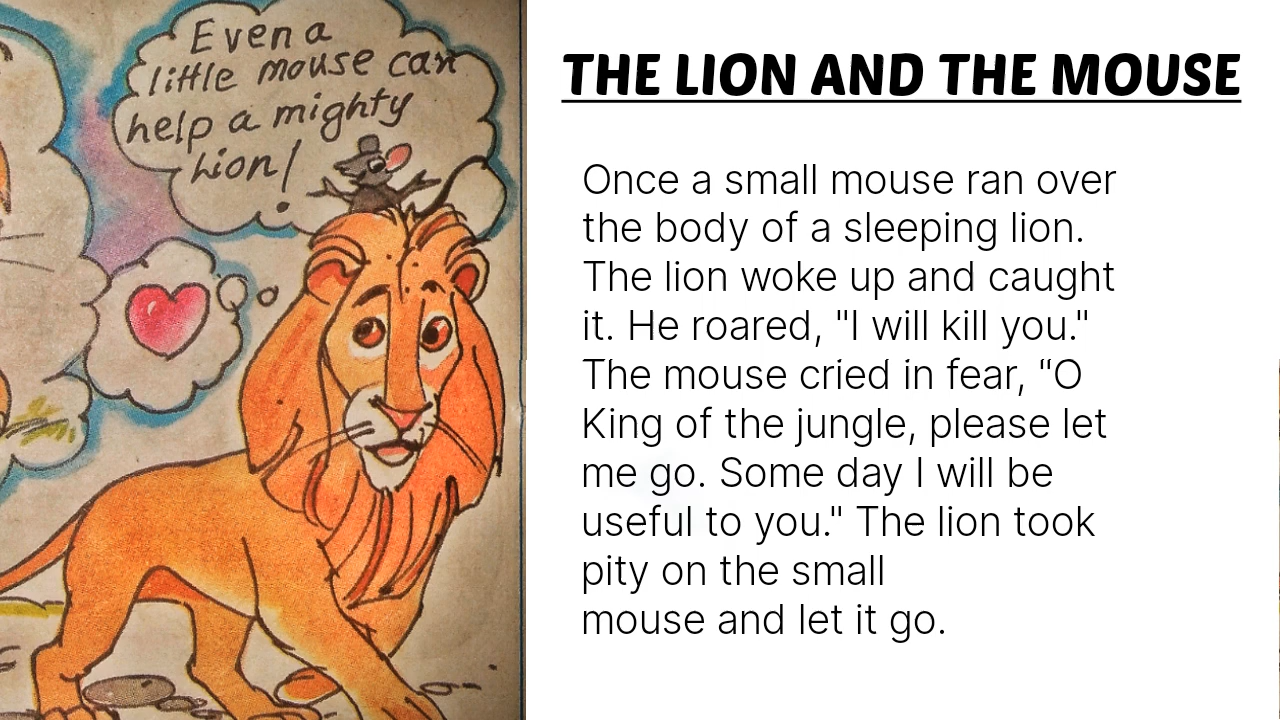 Even a
little mouse can
help a mighty
Lion!
THE LION AND THE MOUSE
Once a small mouse ran over
the body of a sleeping lion.
The lion woke up and caught
it. He roared, "I will kill you."
The mouse cried in fear, "O
King of the jungle, please let
me go. Some day I will be
useful to you." The lion took
pity on the small
mouse and let it go.